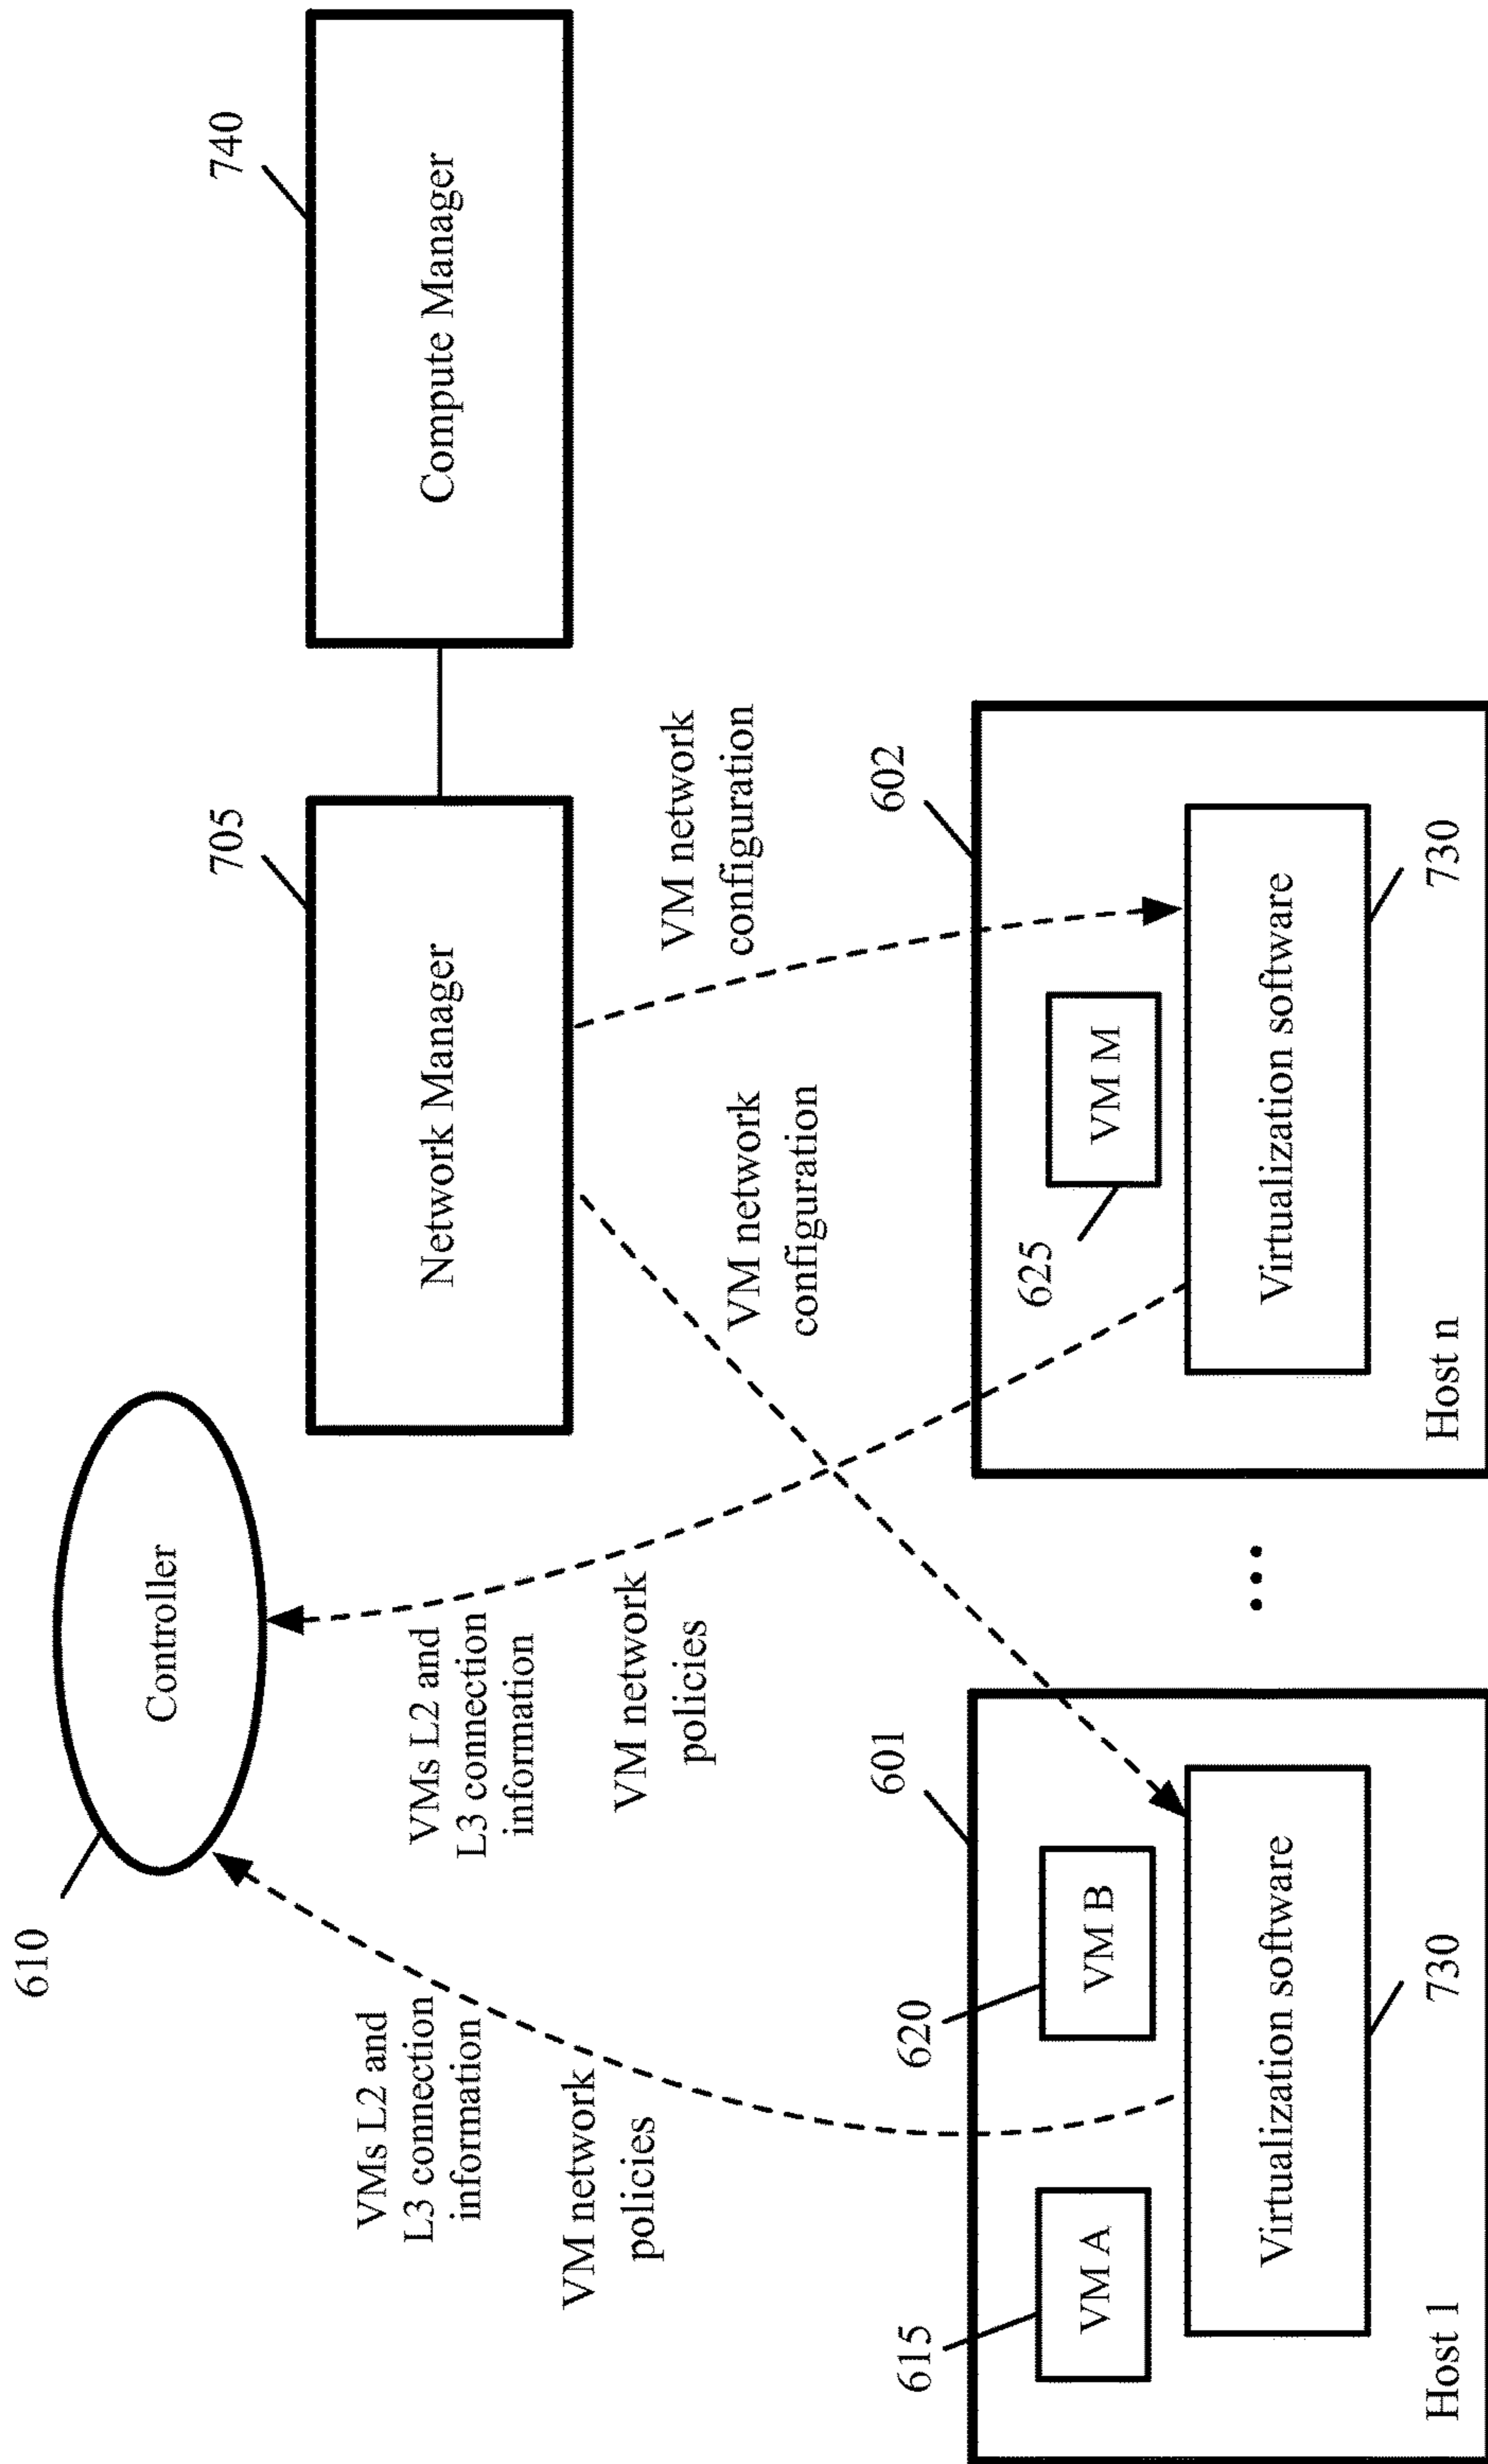 610
Controller
705
Network Manager
740
Compute Manager
VMs L2 and
L3 connection
information
VM network
policies
VMs L2 and
L3 connection
information
VM network
policies
VM network
configuration
VM network
configuration
615
VM A
620
VM B
601
Virtualization software
730
Host 1
...
625
VM M
602
Virtualization software
730
Host n